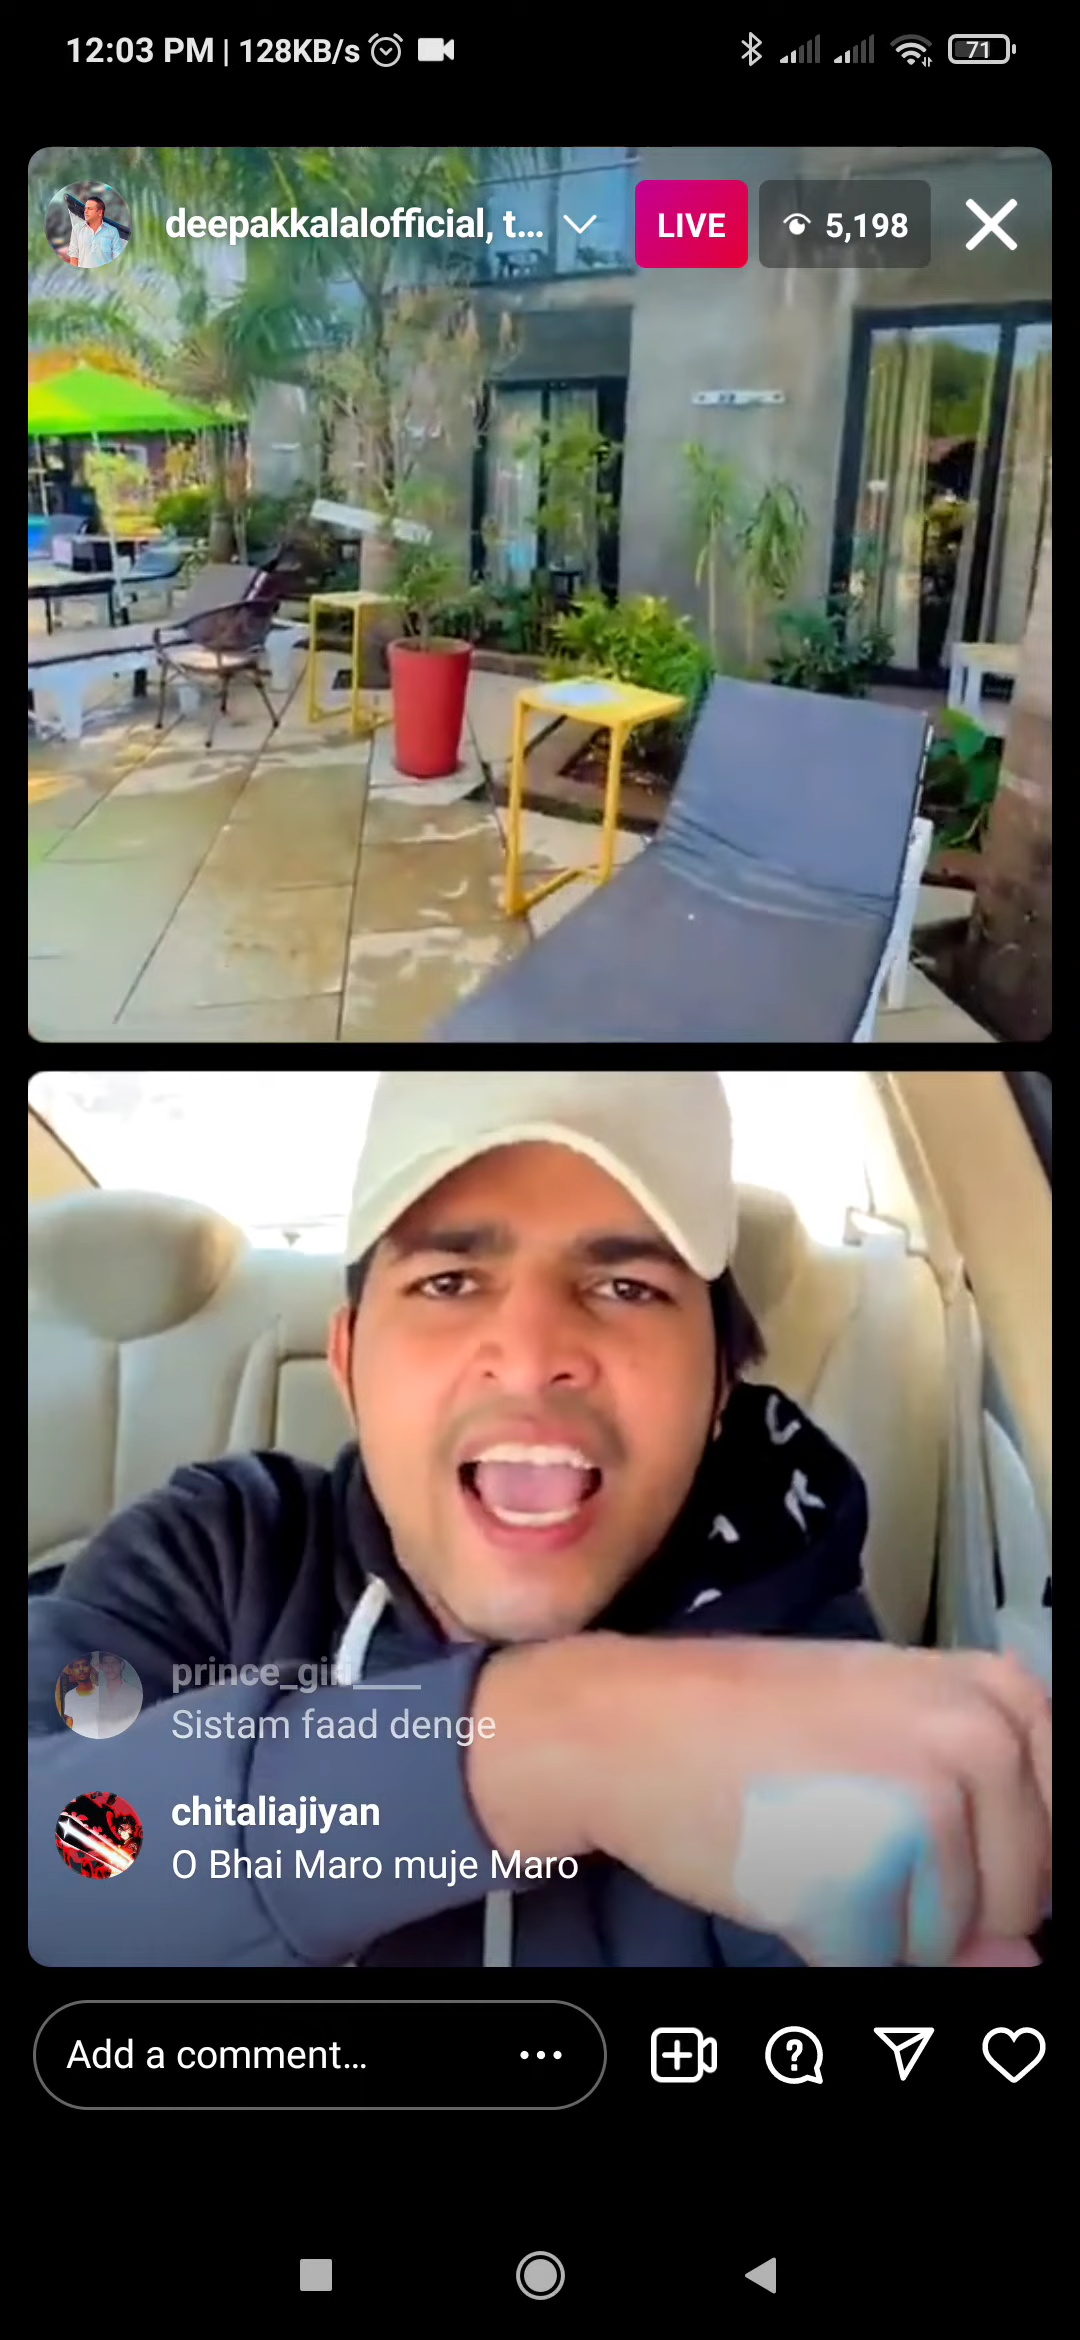 12:03 PM | 128KB/s
71
deepakkalalofficial, t...
LIVE
5,198
prince_giri____
Sistam faad denge
chitaliajiyan
O Bhai Maro muje Maro
Add a comment...